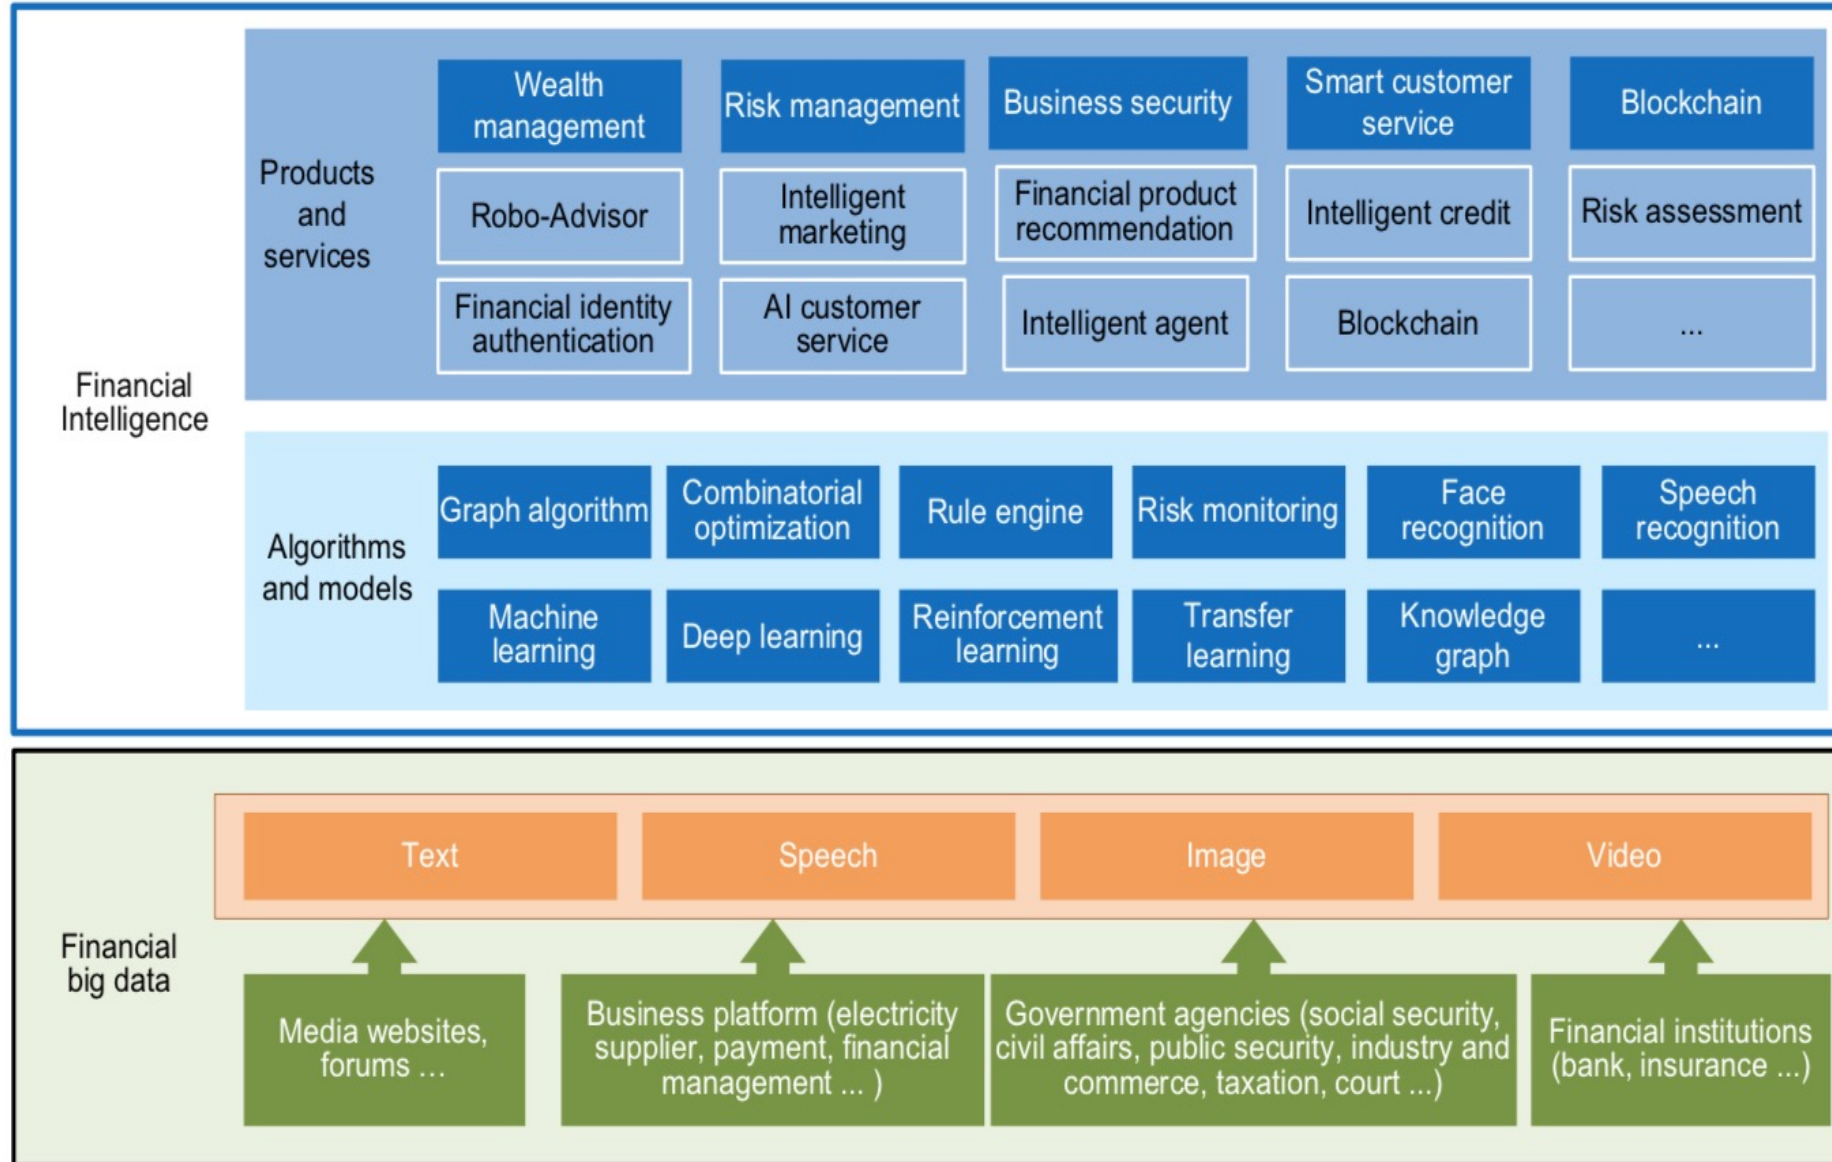 Financial
Intelligence
Products
and
services
Wealth
management
Risk management
Business security
Smart customer
service
Blockchain
Robo-Advisor
Intelligent
marketing
Financial product
recommendation
Intelligent credit
Risk assessment
Financial identity
authentication
AI customer
service
Intelligent agent
Blockchain
...
Algorithms
and models
Graph algorithm
Combinatorial
optimization
Rule engine
Risk monitoring
Face
recognition
Speech
recognition
Machine
learning
Deep learning
Reinforcement
learning
Transfer
learning
Knowledge
graph
...
Financial
big data
Text
Speech
Image
Video
Media websites,
forums ...
Business platform (electricity
supplier, payment, financial
management ... )
Government agencies (social security,
civil affairs, public security, industry and
commerce, taxation, court ...)
Financial institutions
(bank, insurance ...)